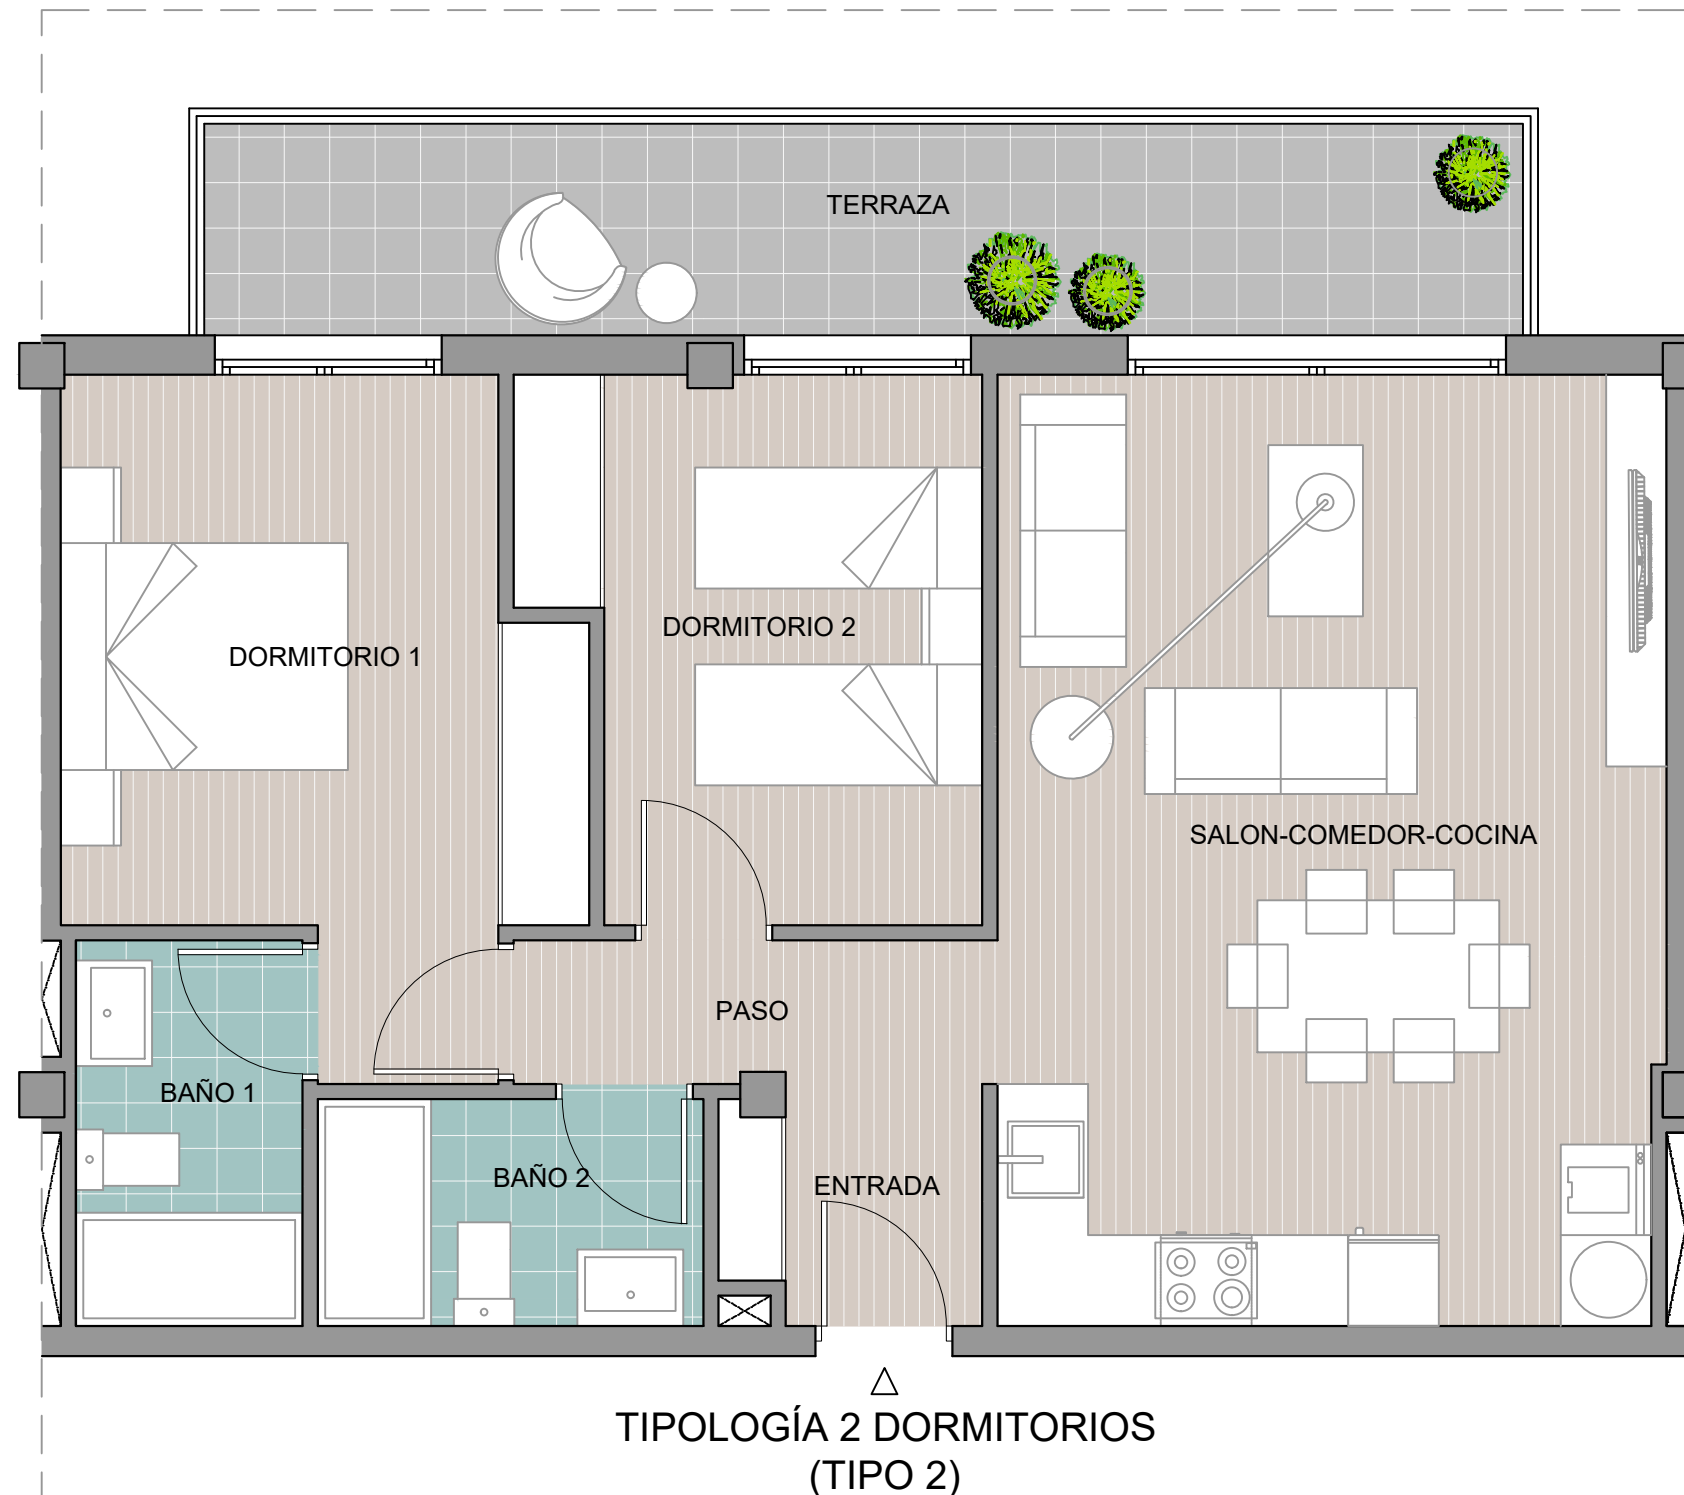 TERRAZA
DORMITORIO 1
DORMITORIO 2
SALON-COMEDOR-COCINA
PASO
BAÑO 1
BAÑO 2
ENTRADA
TIPOLOGÍA 2 DORMITORIOS
(TIPO 2)